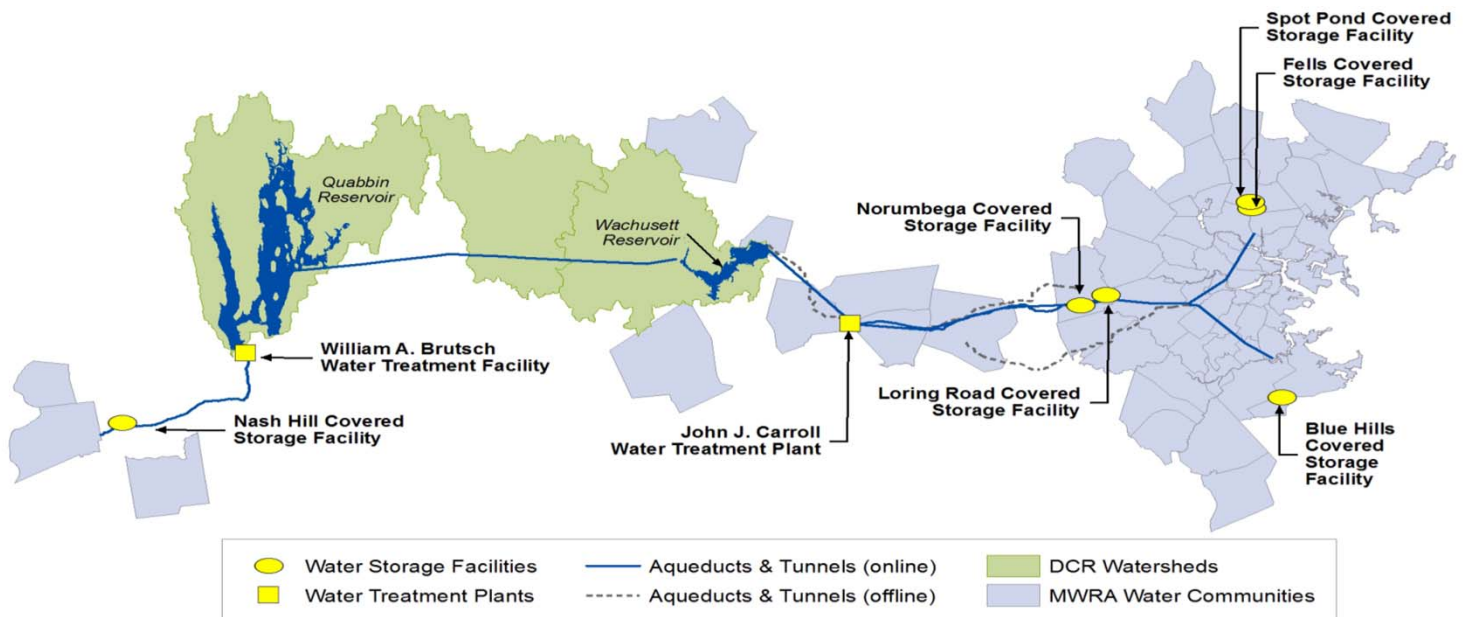 Spot Pond Covered
Storage Facility
Fells Covered
Storage Facility
Quabbin
Reservoir
Wachusett
Reservoir
Norumbega Covered
Storage Facility
William A. Brutsch
Water Treatment Facility
Nash Hill Covered
Storage Facility
John J. Carroll
Water Treatment Plant
Loring Road Covered
Storage Facility
Blue Hills
Covered
Storage
Facility
Water Storage Facilities
Aqueducts & Tunnels (online)
DCR Watersheds
Water Treatment Plants
Aqueducts & Tunnels (offline)
MWRA Water Communities